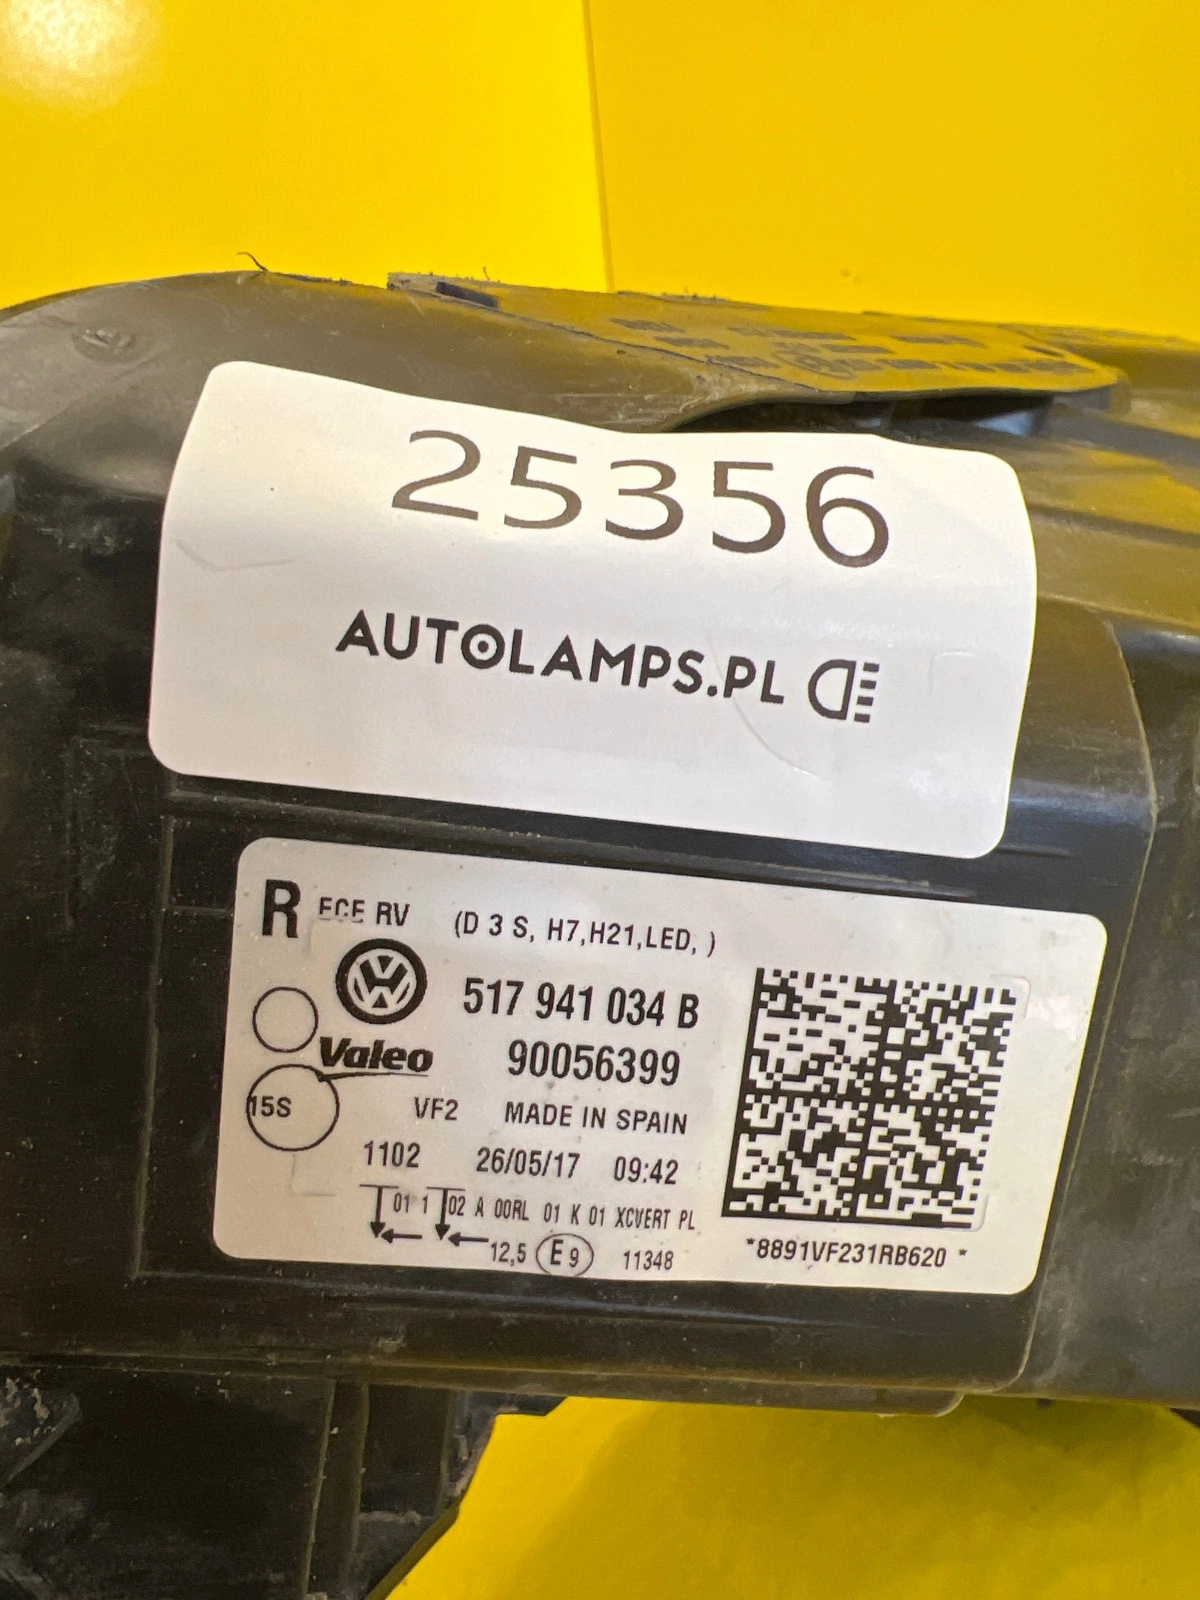 25356
AUTOLAMPS.PL
R ECE RV (D 3 S, H7,H21,LED, )
517 941 034 B
Valeo 90056399
15S VF2 MADE IN SPAIN
1102 26/05/17 09:42
01 1 02 A 00RL 01 K 01 XCVERT PL
12,5 E9 11348
*8891VF231RB620 *